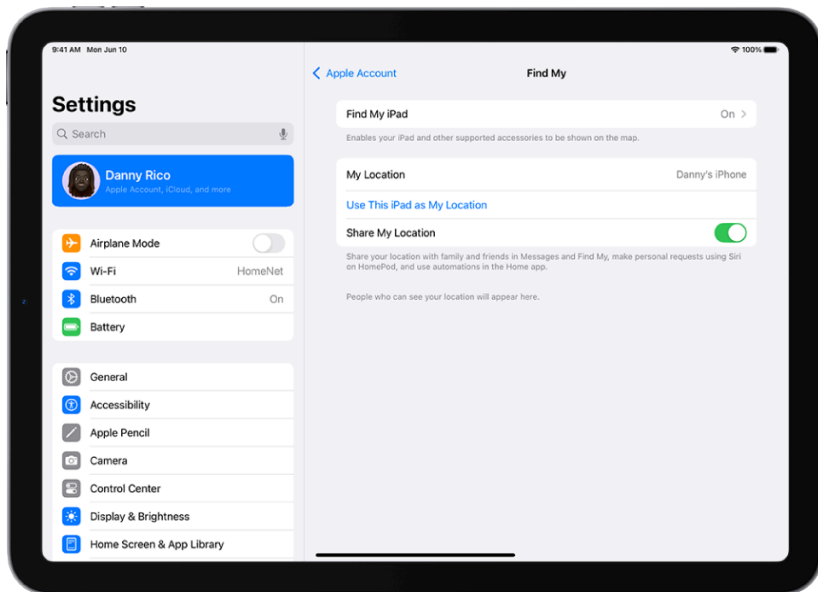 9:41 AM Mon Jun 10
100%
Settings
Search
Danny Rico
Apple Account, iCloud, and more
Airplane Mode
Wi-Fi HomeNet
Bluetooth On
Battery
General
Accessibility
Apple Pencil
Camera
Control Center
Display & Brightness
Home Screen & App Library
Apple Account
Find My
Find My iPad On
Enables your iPad and other supported accessories to be shown on the map.
My Location Danny's iPhone
Use This iPad as My Location
Share My Location
Share your location with family and friends in Messages and Find My, make personal requests using Siri
on HomePod, and use automations in the Home app.
People who can see your location will appear here.